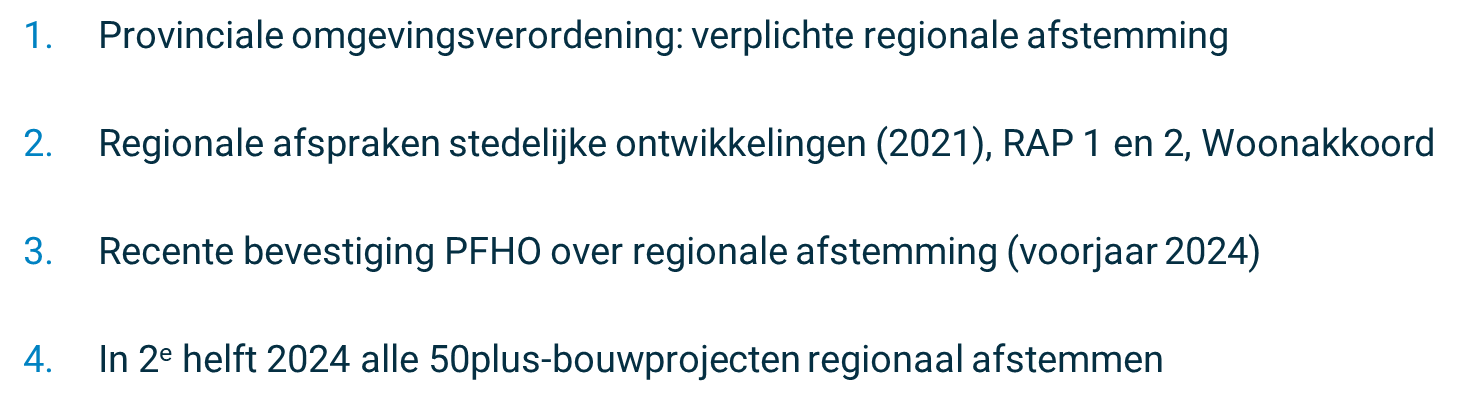 1. Provinciale omgevingsverordening: verplichte regionale afstemming
2. Regionale afspraken stedelijke ontwikkelingen (2021), RAP 1 en 2, Woonakkoord
3. Recente bevestiging PFHO over regionale afstemming (voorjaar 2024)
4. In 2e helft 2024 alle 50plus-bouwprojecten regionaal afstemmen